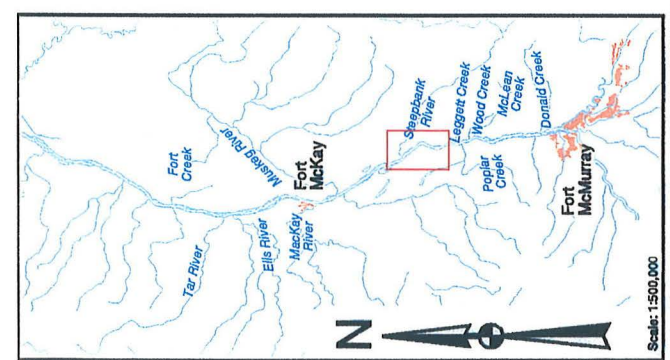 Fort
Creek
Muskeg River
Tar River
Ells River
MacKay
River
Fort
McKay
Steepbank
River
Leggett Creek
Wood Creek
McLean
Creek
Donald Creek
Poplar
Creek
Fort
McMurray
N
Scale: 1:500,000